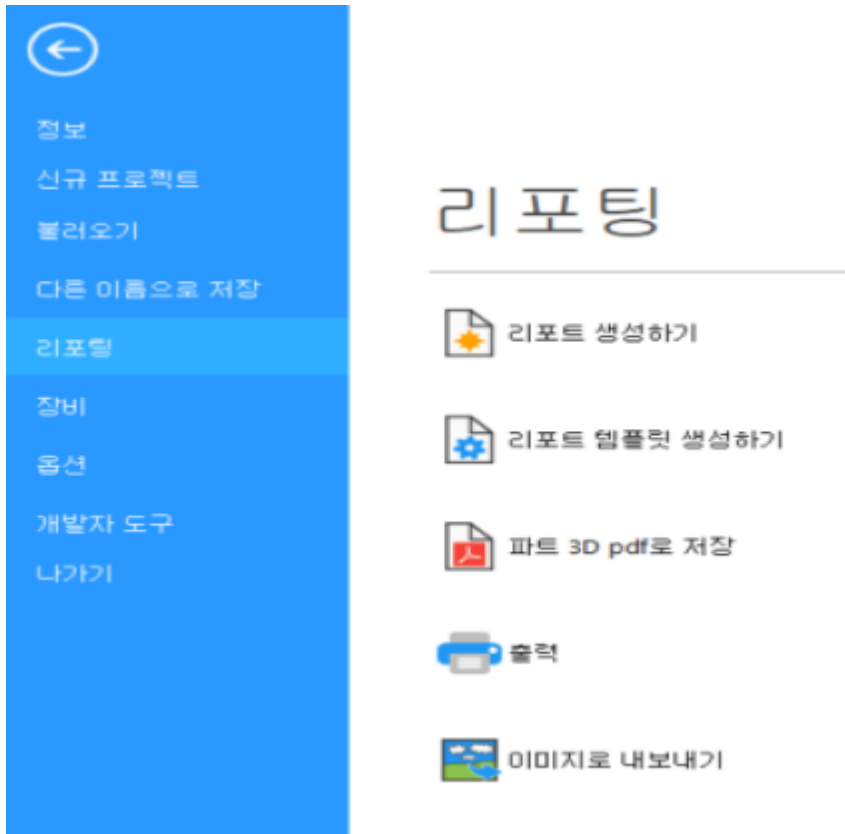 정보
신규 프로젝트
불러오기
다른 이름으로 저장
리포팅
장비
옵션
개발자 도구
나가기
리포팅
리포트 생성하기
리포트 템플릿 생성하기
파트 3D pdf로 저장
출력
이미지로 내보내기